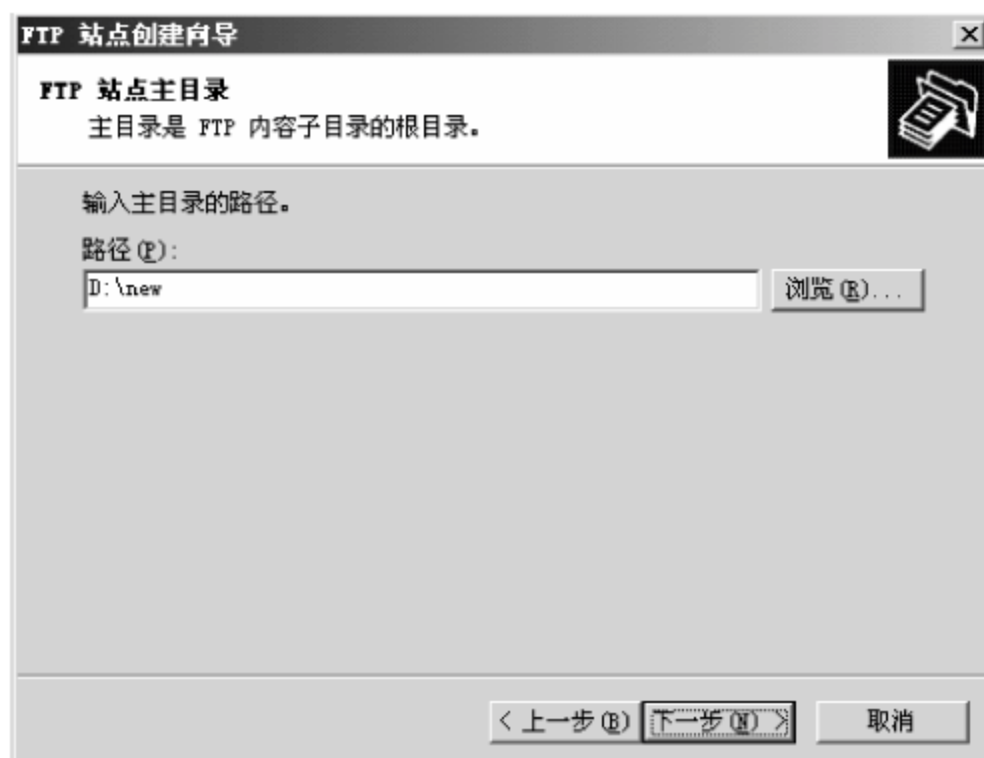 FTP 站点创建向导
FTP 站点主目录
主目录是 FTP 内容子目录的根目录。
输入主目录的路径。
路径(P):
D:\new
浏览(R)...
< 上一步(B) 下一步(N) > 取消